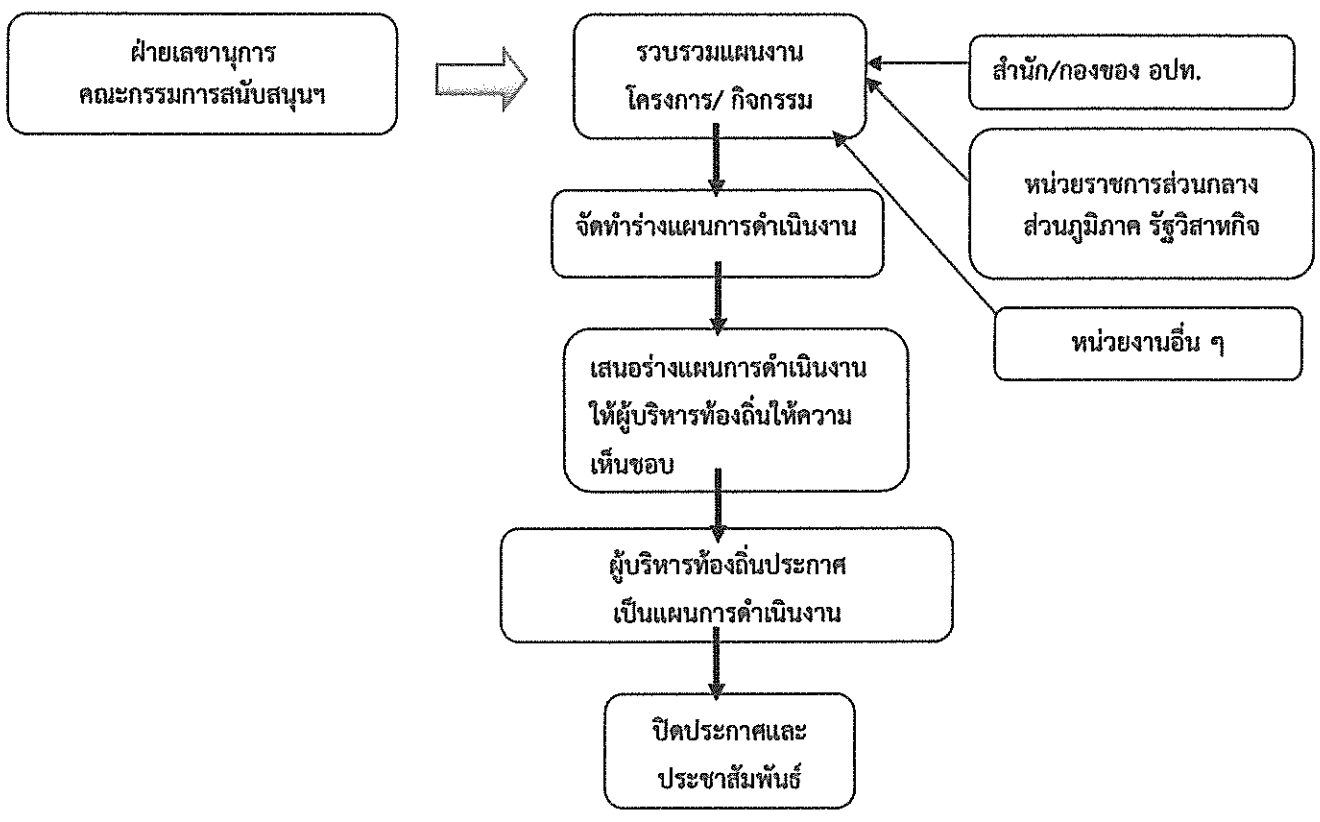 ฝ่ายเลขานุการ
คณะกรรมการสนับสนุนฯ
รวบรวมแผนงาน
โครงการ/ กิจกรรม
สำนัก/กองของ อปท.
หน่วยราชการส่วนกลาง
ส่วนภูมิภาค รัฐวิสาหกิจ
หน่วยงานอื่น ๆ
จัดทำร่างแผนการดำเนินงาน
เสนอร่างแผนการดำเนินงาน
ให้ผู้บริหารท้องถิ่นให้ความ
เห็นชอบ
ผู้บริหารท้องถิ่นประกาศ
เป็นแผนการดำเนินงาน
ปิดประกาศและ
ประชาสัมพันธ์